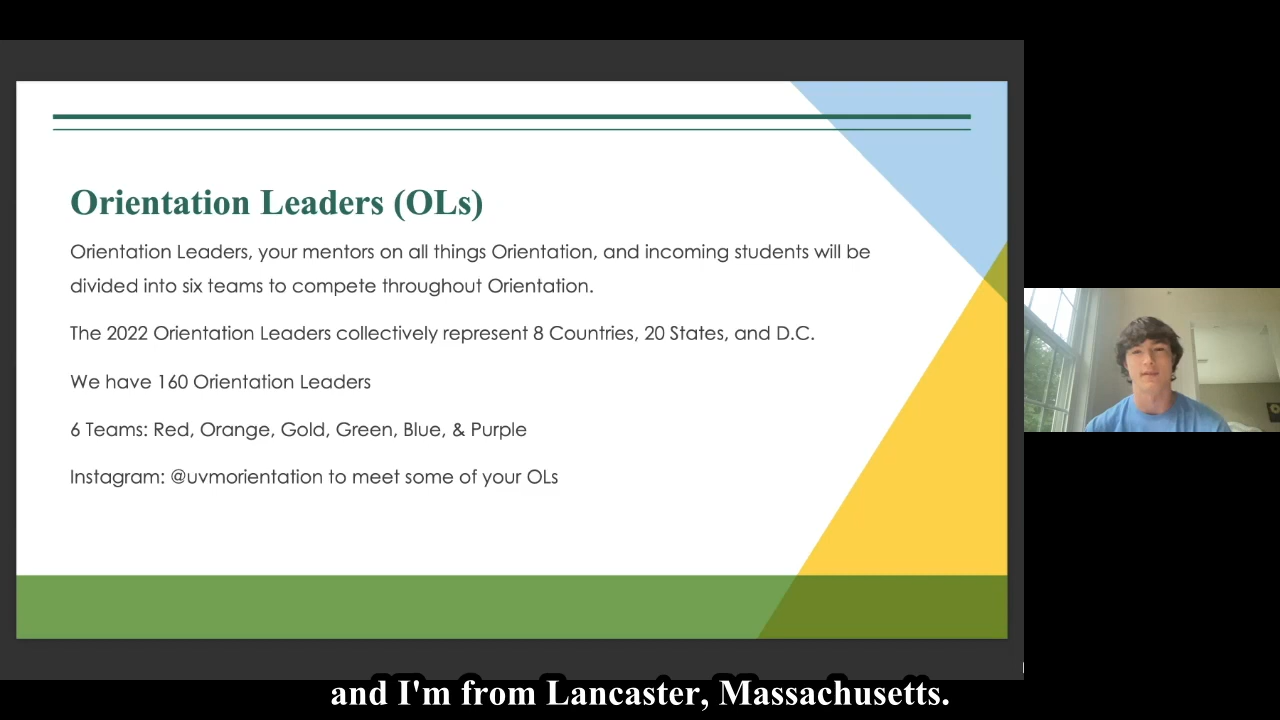 Orientation Leaders (OLs)
Orientation Leaders, your mentors on all things Orientation, and incoming students will be
divided into six teams to compete throughout Orientation.
The 2022 Orientation Leaders collectively represent 8 Countries, 20 States, and D.C.
We have 160 Orientation Leaders
6 Teams: Red, Orange, Gold, Green, Blue, & Purple
Instagram: @uvmorientation to meet some of your OLs
and I'm from Lancaster, Massachusetts.